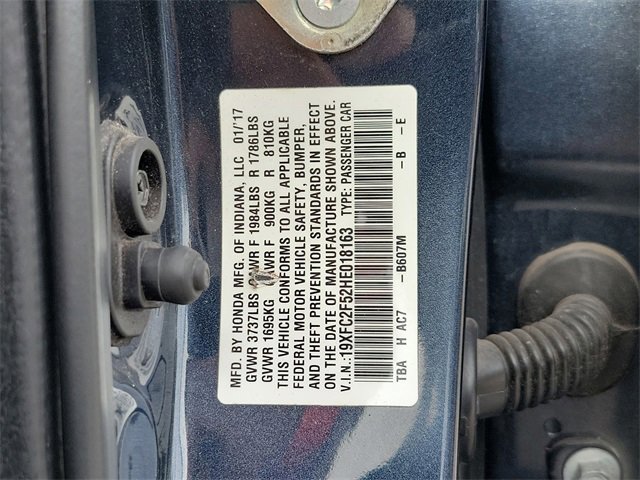 MFD. BY HONDA MFG. OF INDIANA, LLC 01/'17
GVWR 3737LBS GAWR F 1984LBS R 1786LBS
GVWR 1695KG GAWR F 900KG R 810KG
THIS VEHICLE CONFORMS TO ALL APPLICABLE
FEDERAL MOTOR VEHICLE SAFETY, BUMPER,
AND THEFT PREVENTION STANDARDS IN EFFECT
ON THE DATE OF MANUFACTURE SHOWN ABOVE.
V.I.N.:19XFC2F52HE018163 TYPE: PASSENGER CAR
TBA H AC7 –B607M –B –E